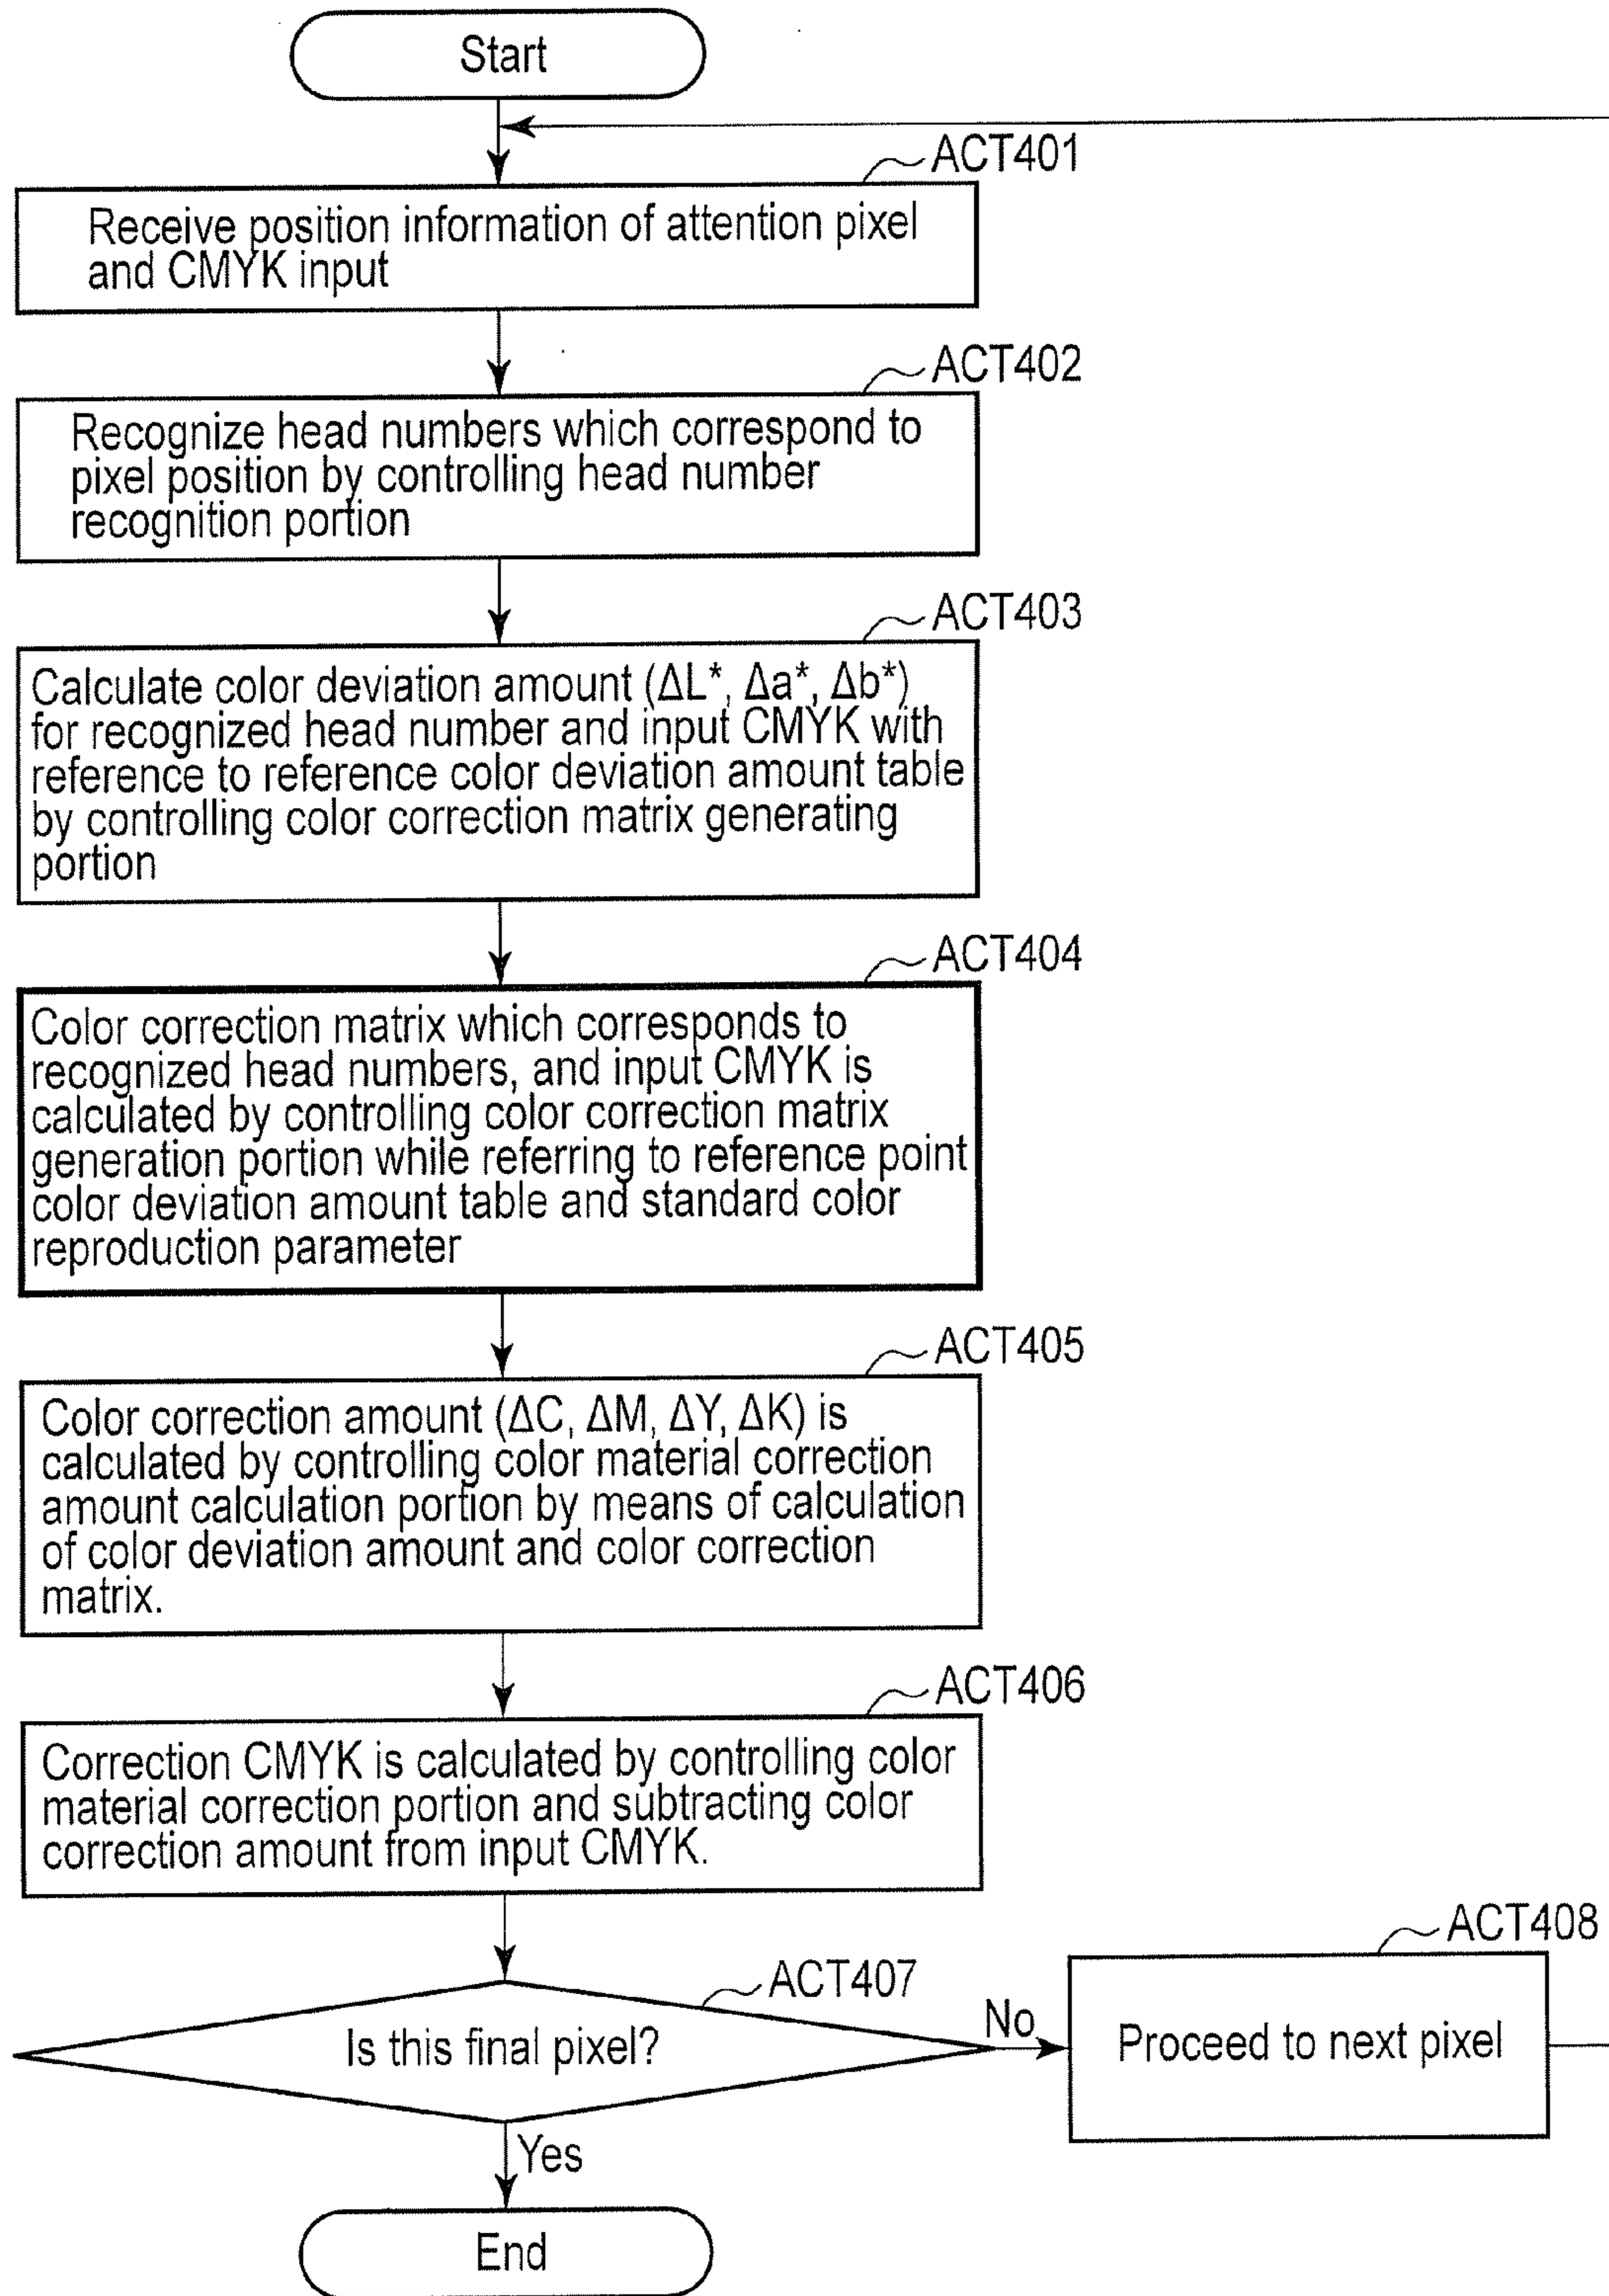 Start
ACT401
Receive position information of attention pixel
and CMYK input
ACT402
Recognize head numbers which correspond to
pixel position by controlling head number
recognition portion
ACT403
Calculate color deviation amount (ΔL*, Δa*, Δb*)
for recognized head number and input CMYK with
reference to reference color deviation amount table
by controlling color correction matrix generating
portion
ACT404
Color correction matrix which corresponds to
recognized head numbers, and input CMYK is
calculated by controlling color correction matrix
generation portion while referring to reference point
color deviation amount table and standard color
reproduction parameter
ACT405
Color correction amount (ΔC, ΔM, ΔY, ΔK) is
calculated by controlling color material correction
amount calculation portion by means of calculation
of color deviation amount and color correction
matrix.
ACT406
Correction CMYK is calculated by controlling color
material correction portion and subtracting color
correction amount from input CMYK.
ACT407
Is this final pixel?
No
ACT408
Proceed to next pixel
Yes
End